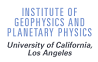 INSTITUTE OF
GEOPHYSICS AND
PLANETARY PHYSICS
University of California,
Los Angeles